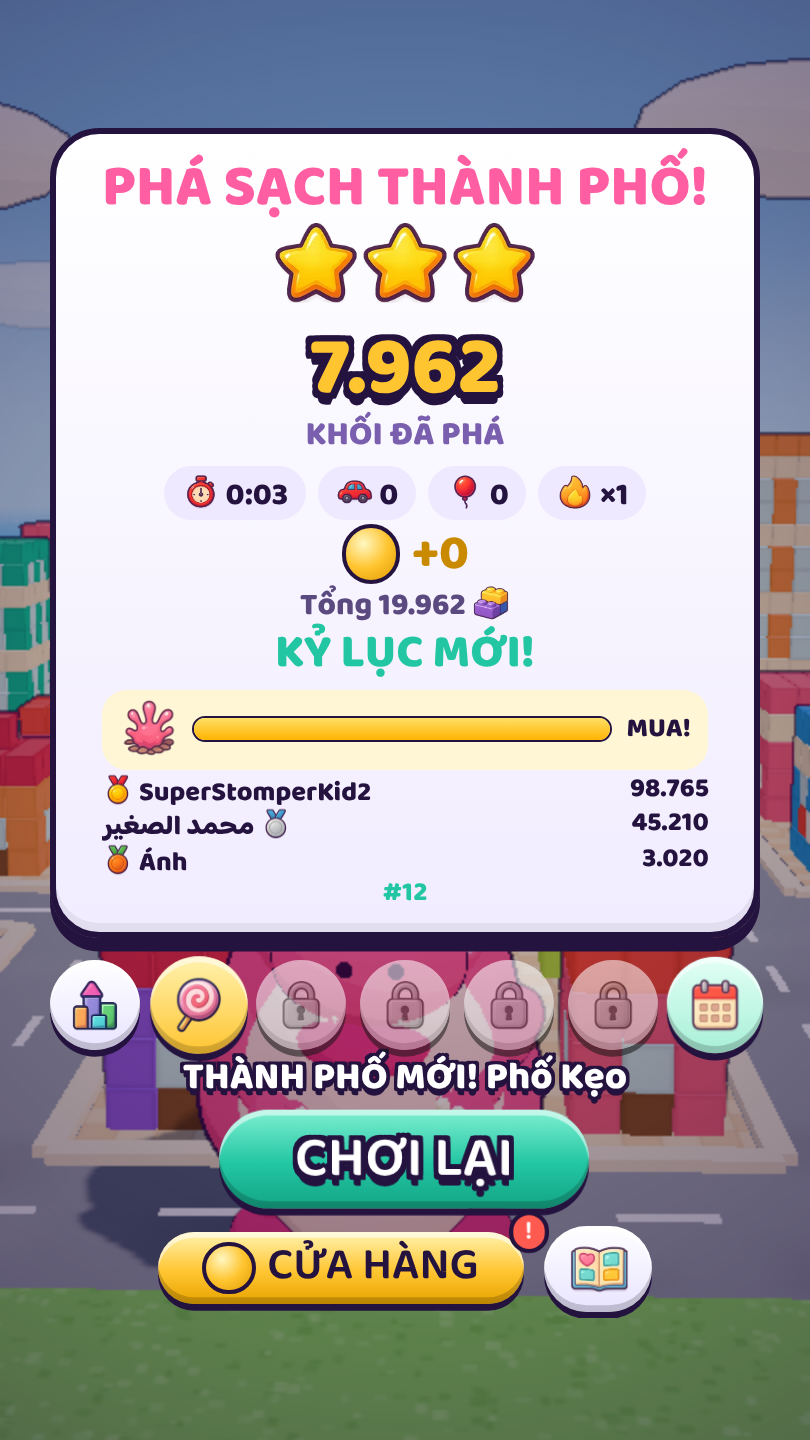 PHÁ SẠCH THÀNH PHỐ!
7.962
KHỐI ĐÃ PHÁ
0:03 0 0 ×1
+0
Tổng 19.962
KỶ LỤC MỚI!
MUA!
SuperStomperKid2 98.765
محمد الصغير 45.210
Ánh 3.020
#12
THÀNH PHỐ MỚI! Phố Kẹo
CHƠI LẠI
!
CỬA HÀNG